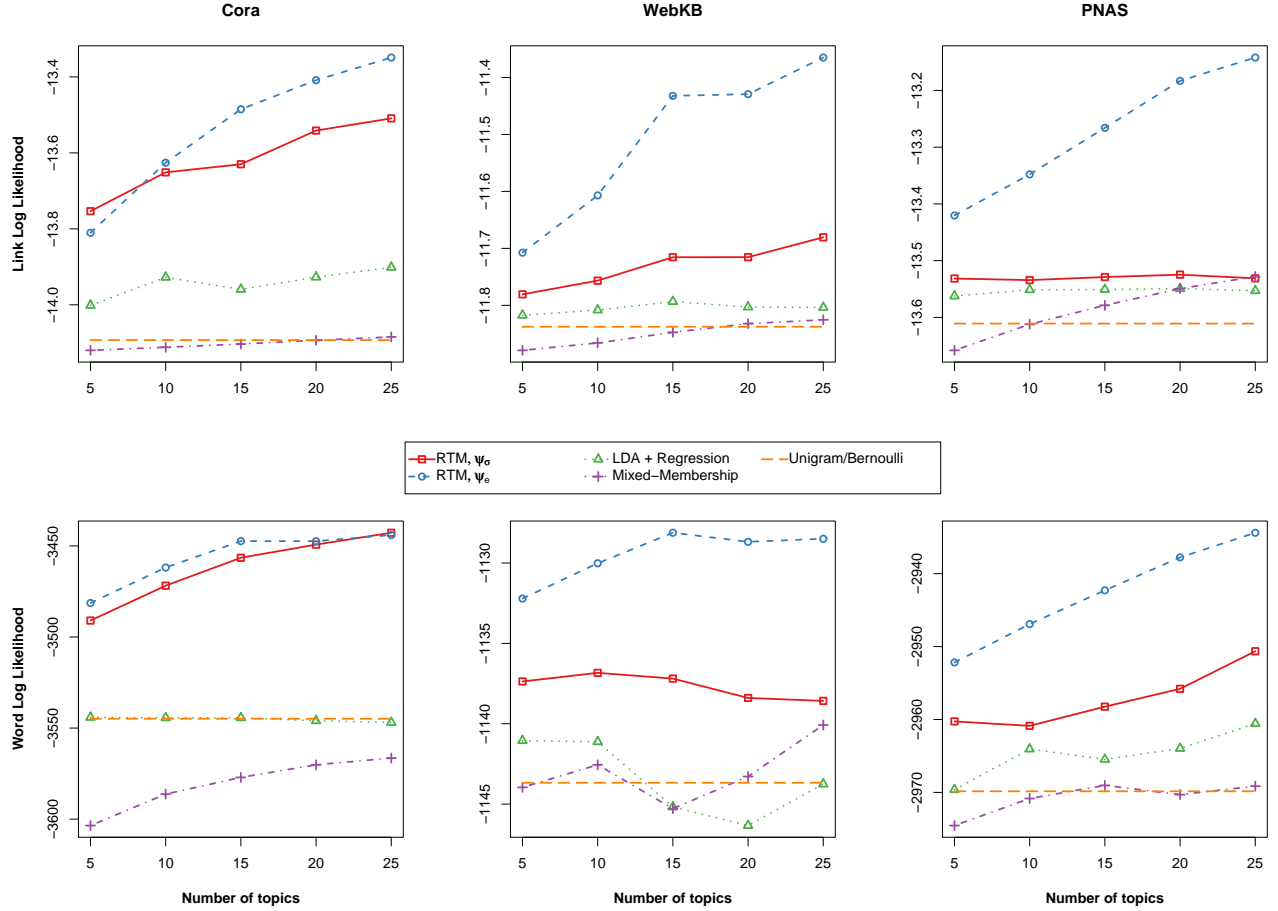 Cora
WebKB
PNAS
Link Log Likelihood
−13.4
−13.6
−13.8
−14.0
5 10 15 20 25
−11.4
−11.5
−11.6
−11.7
−11.8
5 10 15 20 25
−13.2
−13.3
−13.4
−13.5
−13.6
5 10 15 20 25
RTM, ψσ
RTM, ψe
LDA + Regression
Mixed−Membership
Unigram/Bernoulli
Word Log Likelihood
−3450
−3500
−3550
−3600
5 10 15 20 25
Number of topics
−1130
−1135
−1140
−1145
5 10 15 20 25
Number of topics
−2940
−2950
−2960
−2970
5 10 15 20 25
Number of topics